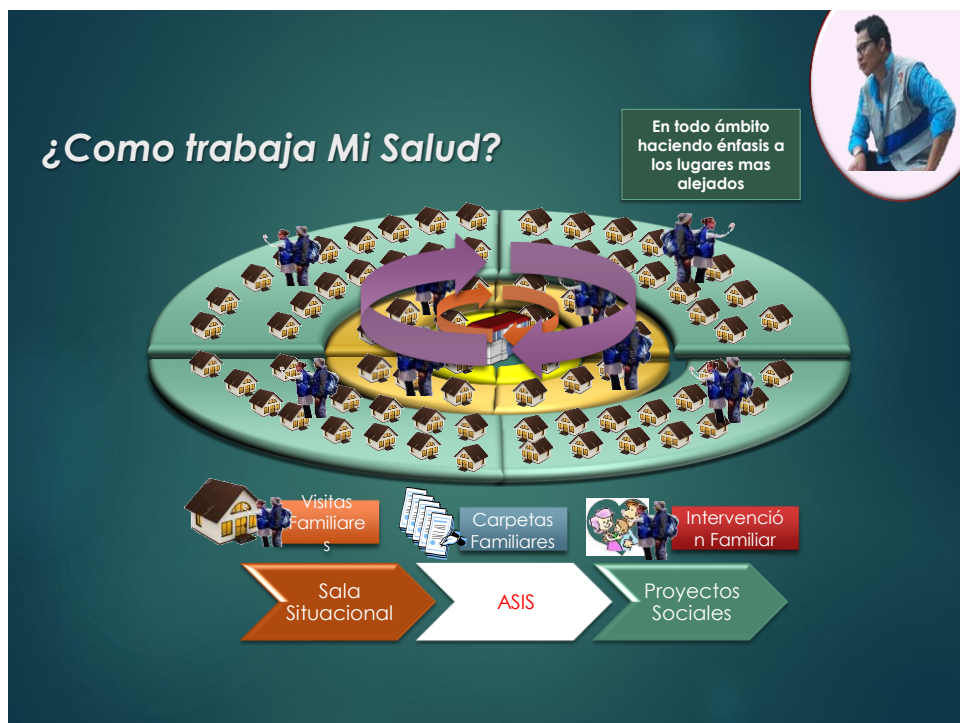 ¿Como trabaja Mi Salud?
En todo ámbito
haciendo énfasis a
los lugares mas
alejados
Visitas
Familiare
s
Carpetas
Familiares
Intervenció
n Familiar
Sala
Situacional
ASIS
Proyectos
Sociales